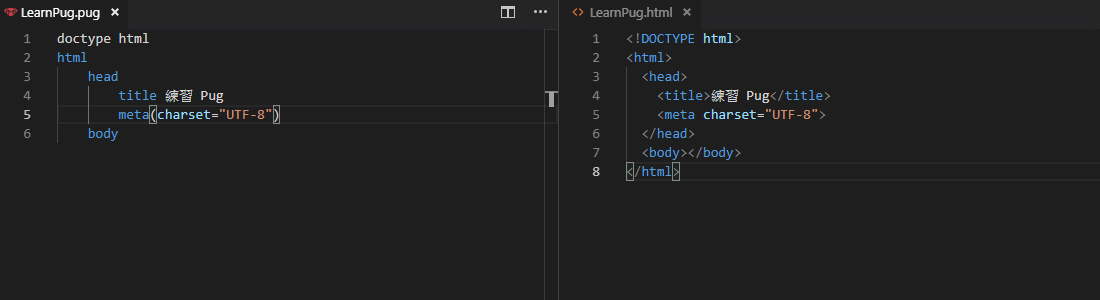 LearnPug.pug ×
1 doctype html
2 html
3     head
4         title 練習 Pug
5         meta(charset="UTF-8")
6     body
LearnPug.html ×
1 <!DOCTYPE html>
2 <html>
3   <head>
4     <title>練習 Pug</title>
5     <meta charset="UTF-8">
6   </head>
7   <body></body>
8 </html>